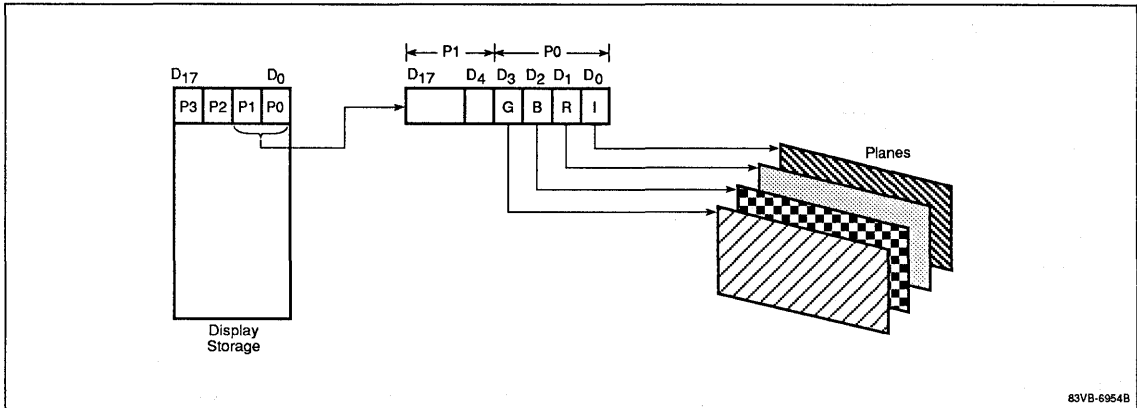 P1 P0
D17 D0
D17 D4 D3 D2 D1 D0
P3 P2 P1 P0
G B R I
Planes
Display
Storage
83VB-6954B